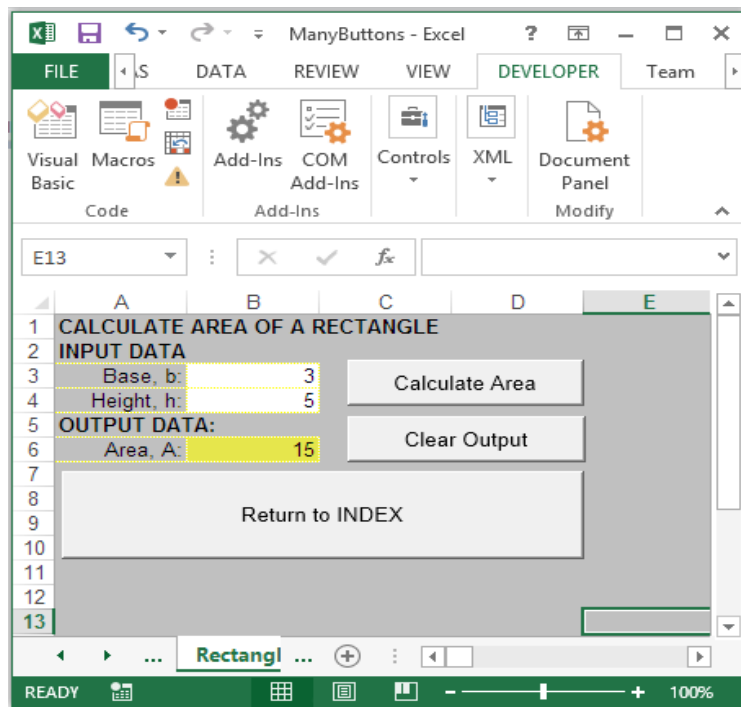 ManyButtons - Excel ?
FILE AS DATA REVIEW VIEW DEVELOPER Team
Visual Basic Macros Add-Ins COM Add-Ins Controls XML Document Panel
Code Add-Ins Modify
E13 fx
A B C D E
1 CALCULATE AREA OF A RECTANGLE
2 INPUT DATA
3 Base, b: 3 Calculate Area
4 Height, h: 5
5 OUTPUT DATA: Clear Output
6 Area, A: 15
7
8
9 Return to INDEX
10
11
12
13
... Rectangl ...
READY 100%